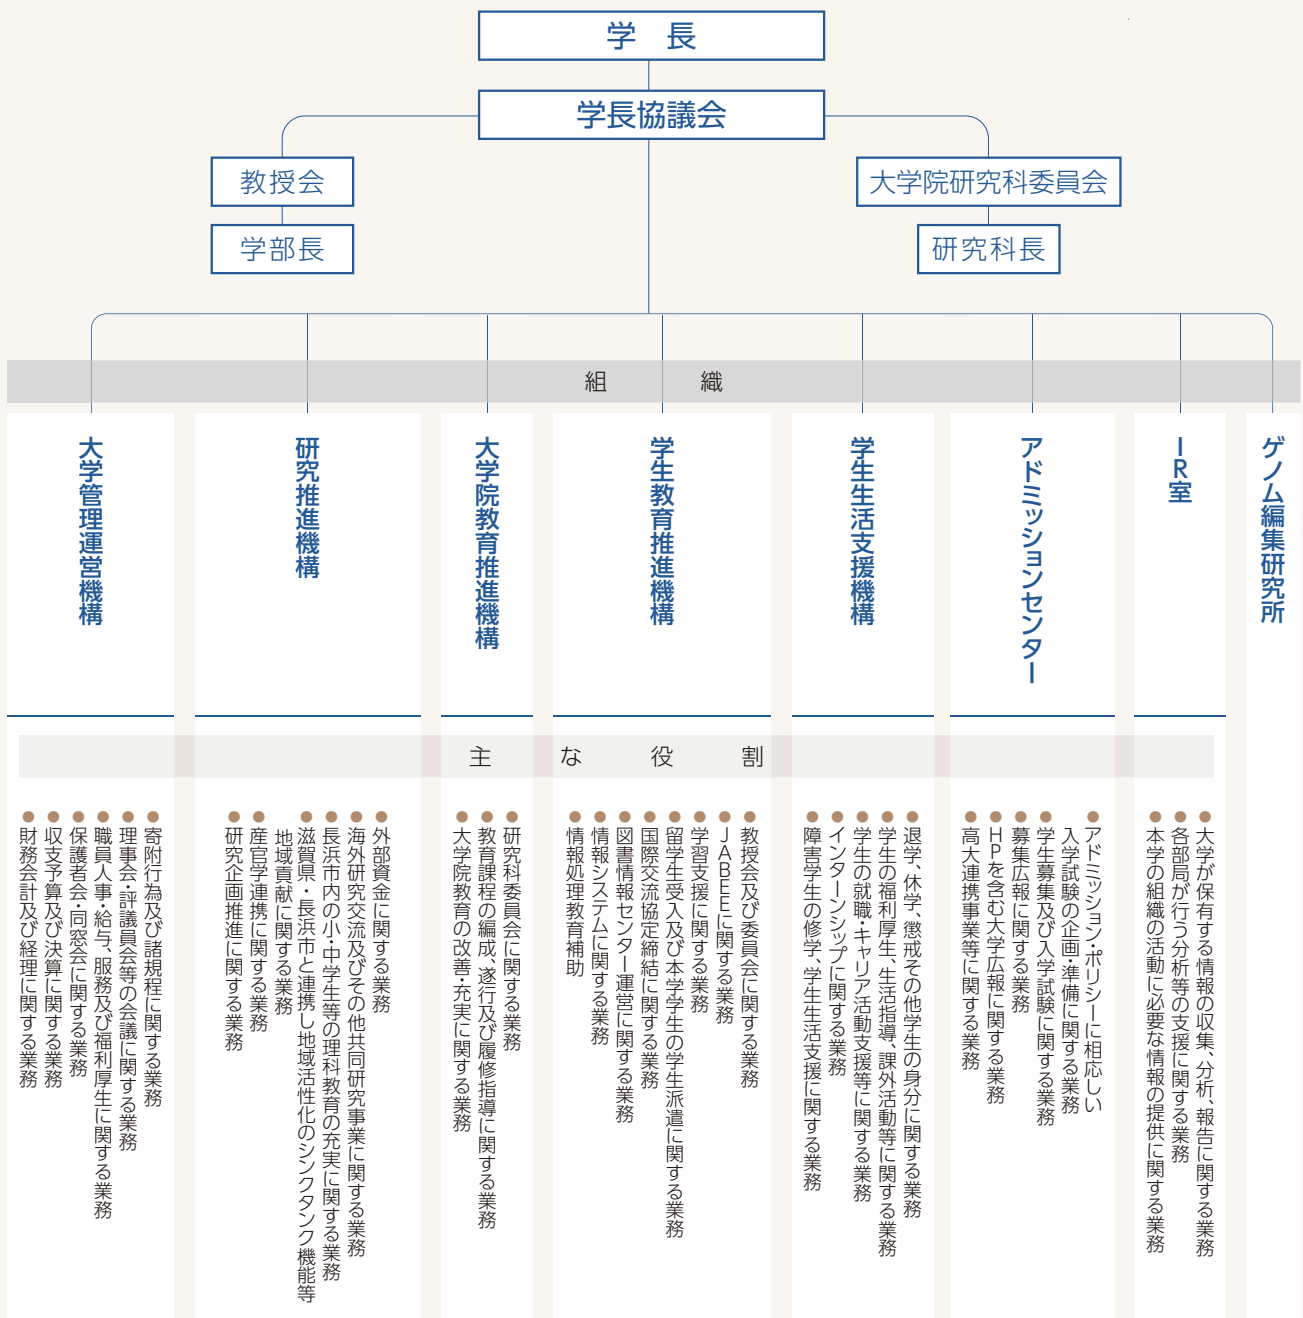 学 長
学長協議会
教授会
大学院研究科委員会
学部長
研究科長
組 織
大学管理運営機構
研究推進機構
大学院教育推進機構
学生教育推進機構
学生生活支援機構
アドミッションセンター
IR室
ゲノム編集研究所
主 な 役 割
●寄附行為及び諸規程に関する業務
●理事会・評議員会等の会議に関する業務
●職員人事・給与、服務及び福利厚生に関する業務
●保護者会・同窓会に関する業務
●収支予算及び決算に関する業務
●財務会計及び経理に関する業務
●外部資金に関する業務
●海外研究交流及びその他共同研究事業に関する業務
●長浜市内の小・中学生等の理科教育の充実に関する業務
●滋賀県・長浜市と連携し地域活性化のシンクタンク機能等
地域貢献に関する業務
●産官学連携に関する業務
●研究企画推進に関する業務
●研究科委員会に関する業務
●教育課程の編成、遂行及び履修指導に関する業務
●大学院教育の改善・充実に関する業務
●教授会及び委員会に関する業務
●JABEEに関する業務
●学習支援に関する業務
●留学生受入及び本学学生の学生派遣に関する業務
●国際交流協定締結に関する業務
●図書情報センター運営に関する業務
●情報システムに関する業務
●情報処理教育補助
●退学、休学、懲戒その他学生の身分に関する業務
●学生の福利厚生、生活指導、課外活動等に関する業務
●学生の就職・キャリア活動支援等に関する業務
●インターンシップに関する業務
●障害学生の修学、学生生活支援に関する業務
●アドミッション・ポリシーに相応しい
入学試験の企画・準備に関する業務
●学生募集及び入学試験に関する業務
●募集広報に関する業務
●HPを含む大学広報に関する業務
●高大連携事業等に関する業務
●大学が保有する情報の収集、分析、報告に関する業務
●各部局が行う分析等の支援に関する業務
●本学の組織の活動に必要な情報の提供に関する業務